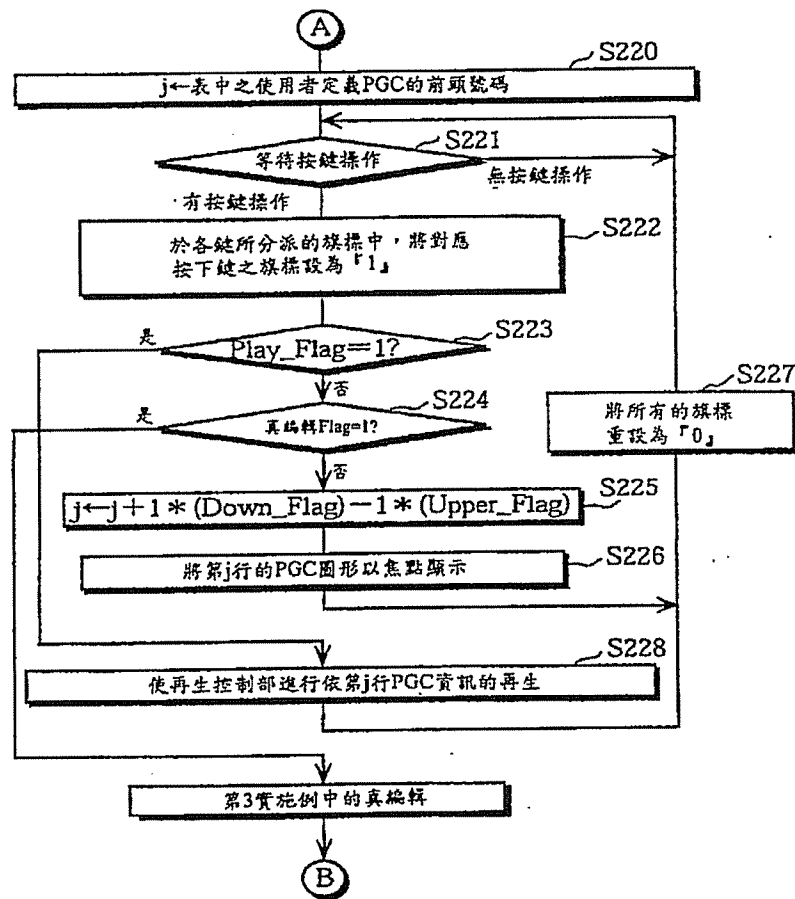 A
S220
j←表中之使用者定義PGC的前頭號碼
S221
等待按鍵操作
無按鍵操作
有按鍵操作
S222
於各鍵所分派的旗標中，將對應
按下鍵之旗標設為『1』
S223
是
Play_Flag＝1?
否
S224
是
真編輯Flag=1?
否
S227
將所有的旗標
重設為『0』
S225
j←j＋1＊(Down_Flag)－1＊(Upper_Flag)
S226
將第j行的PGC圖形以焦點顯示
S228
使再生控制部進行依第j行PGC資訊的再生
第3實施例中的真編輯
B